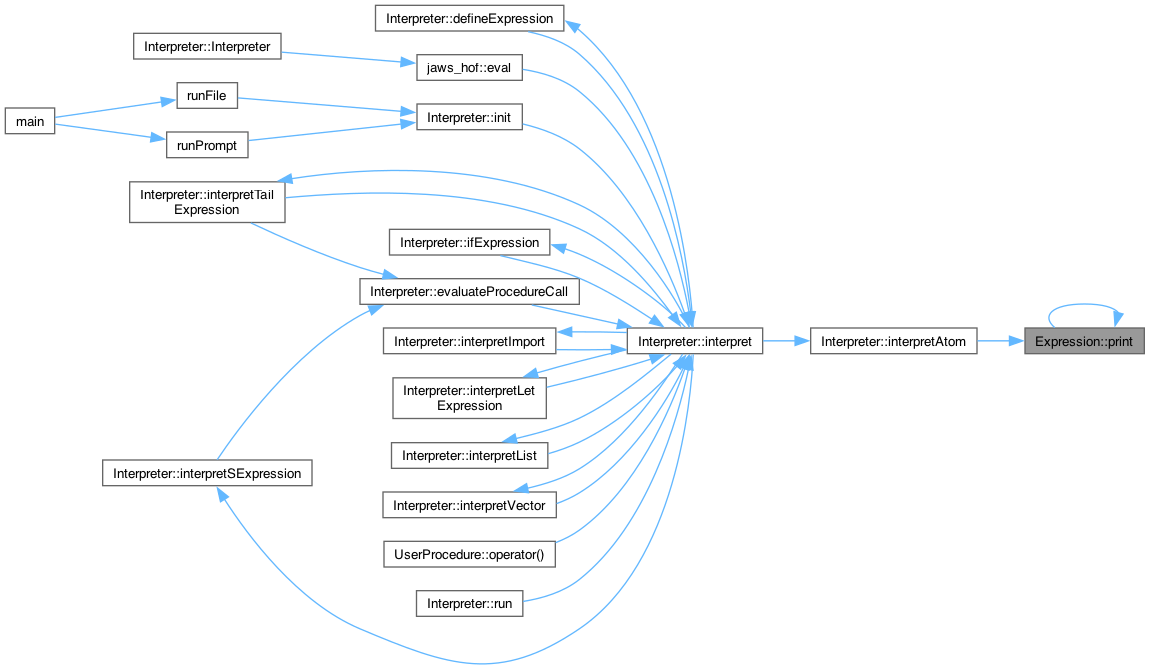 Interpreter::defineExpression
Interpreter::Interpreter
jaws_hof::eval
runFile
Interpreter::init
main
runPrompt
Interpreter::interpretTail
Expression
Interpreter::ifExpression
Interpreter::evaluateProcedureCall
Interpreter::interpretImport
Interpreter::interpret
Interpreter::interpretAtom
Expression::print
Interpreter::interpretLet
Expression
Interpreter::interpretList
Interpreter::interpretSExpression
Interpreter::interpretVector
UserProcedure::operator()
Interpreter::run